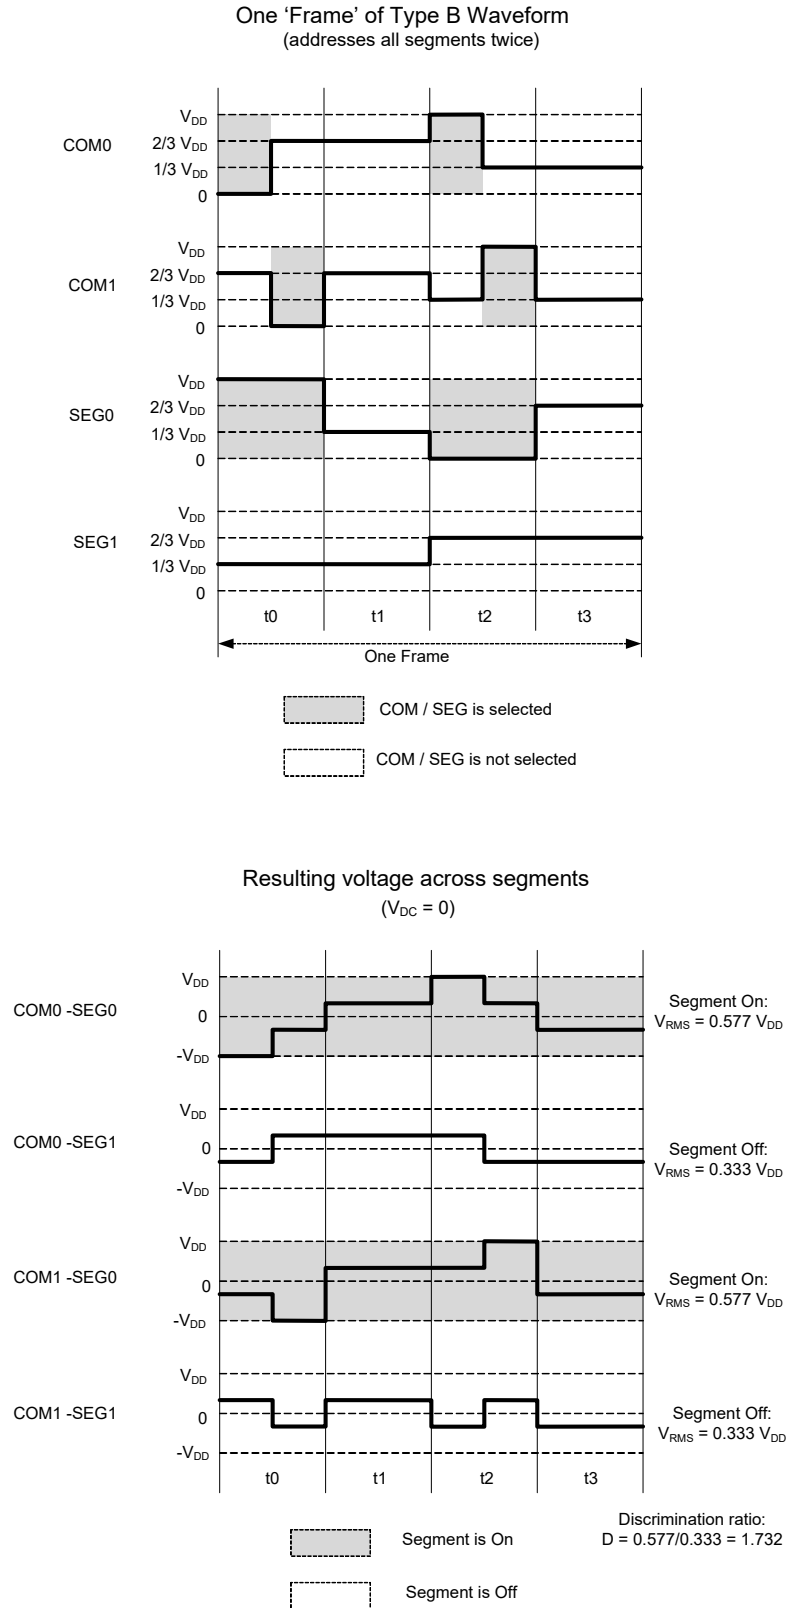 One ‘Frame’ of Type B Waveform
(addresses all segments twice)
COM0
VDD
2/3 VDD
1/3 VDD
0
COM1
VDD
2/3 VDD
1/3 VDD
0
SEG0
VDD
2/3 VDD
1/3 VDD
0
SEG1
VDD
2/3 VDD
1/3 VDD
0
t0 t1 t2 t3
One Frame
COM / SEG is selected
COM / SEG is not selected
Resulting voltage across segments
(VDC = 0)
COM0 -SEG0
VDD
0
-VDD
Segment On:
VRMS = 0.577 VDD
COM0 -SEG1
VDD
0
-VDD
Segment Off:
VRMS = 0.333 VDD
COM1 -SEG0
VDD
0
-VDD
Segment On:
VRMS = 0.577 VDD
COM1 -SEG1
VDD
0
-VDD
Segment Off:
VRMS = 0.333 VDD
t0 t1 t2 t3
Discrimination ratio:
D = 0.577/0.333 = 1.732
Segment is On
Segment is Off